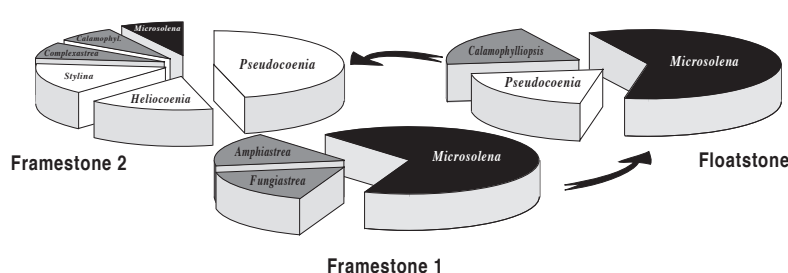 Microsolena
Calamophyl.
Complexastrea
Stylina
Heliocoenia
Pseudocoenia
Framestone 2
Calamophylliopsis
Pseudocoenia
Microsolena
Floatstone
Amphiastrea
Fungiastrea
Microsolena
Framestone 1